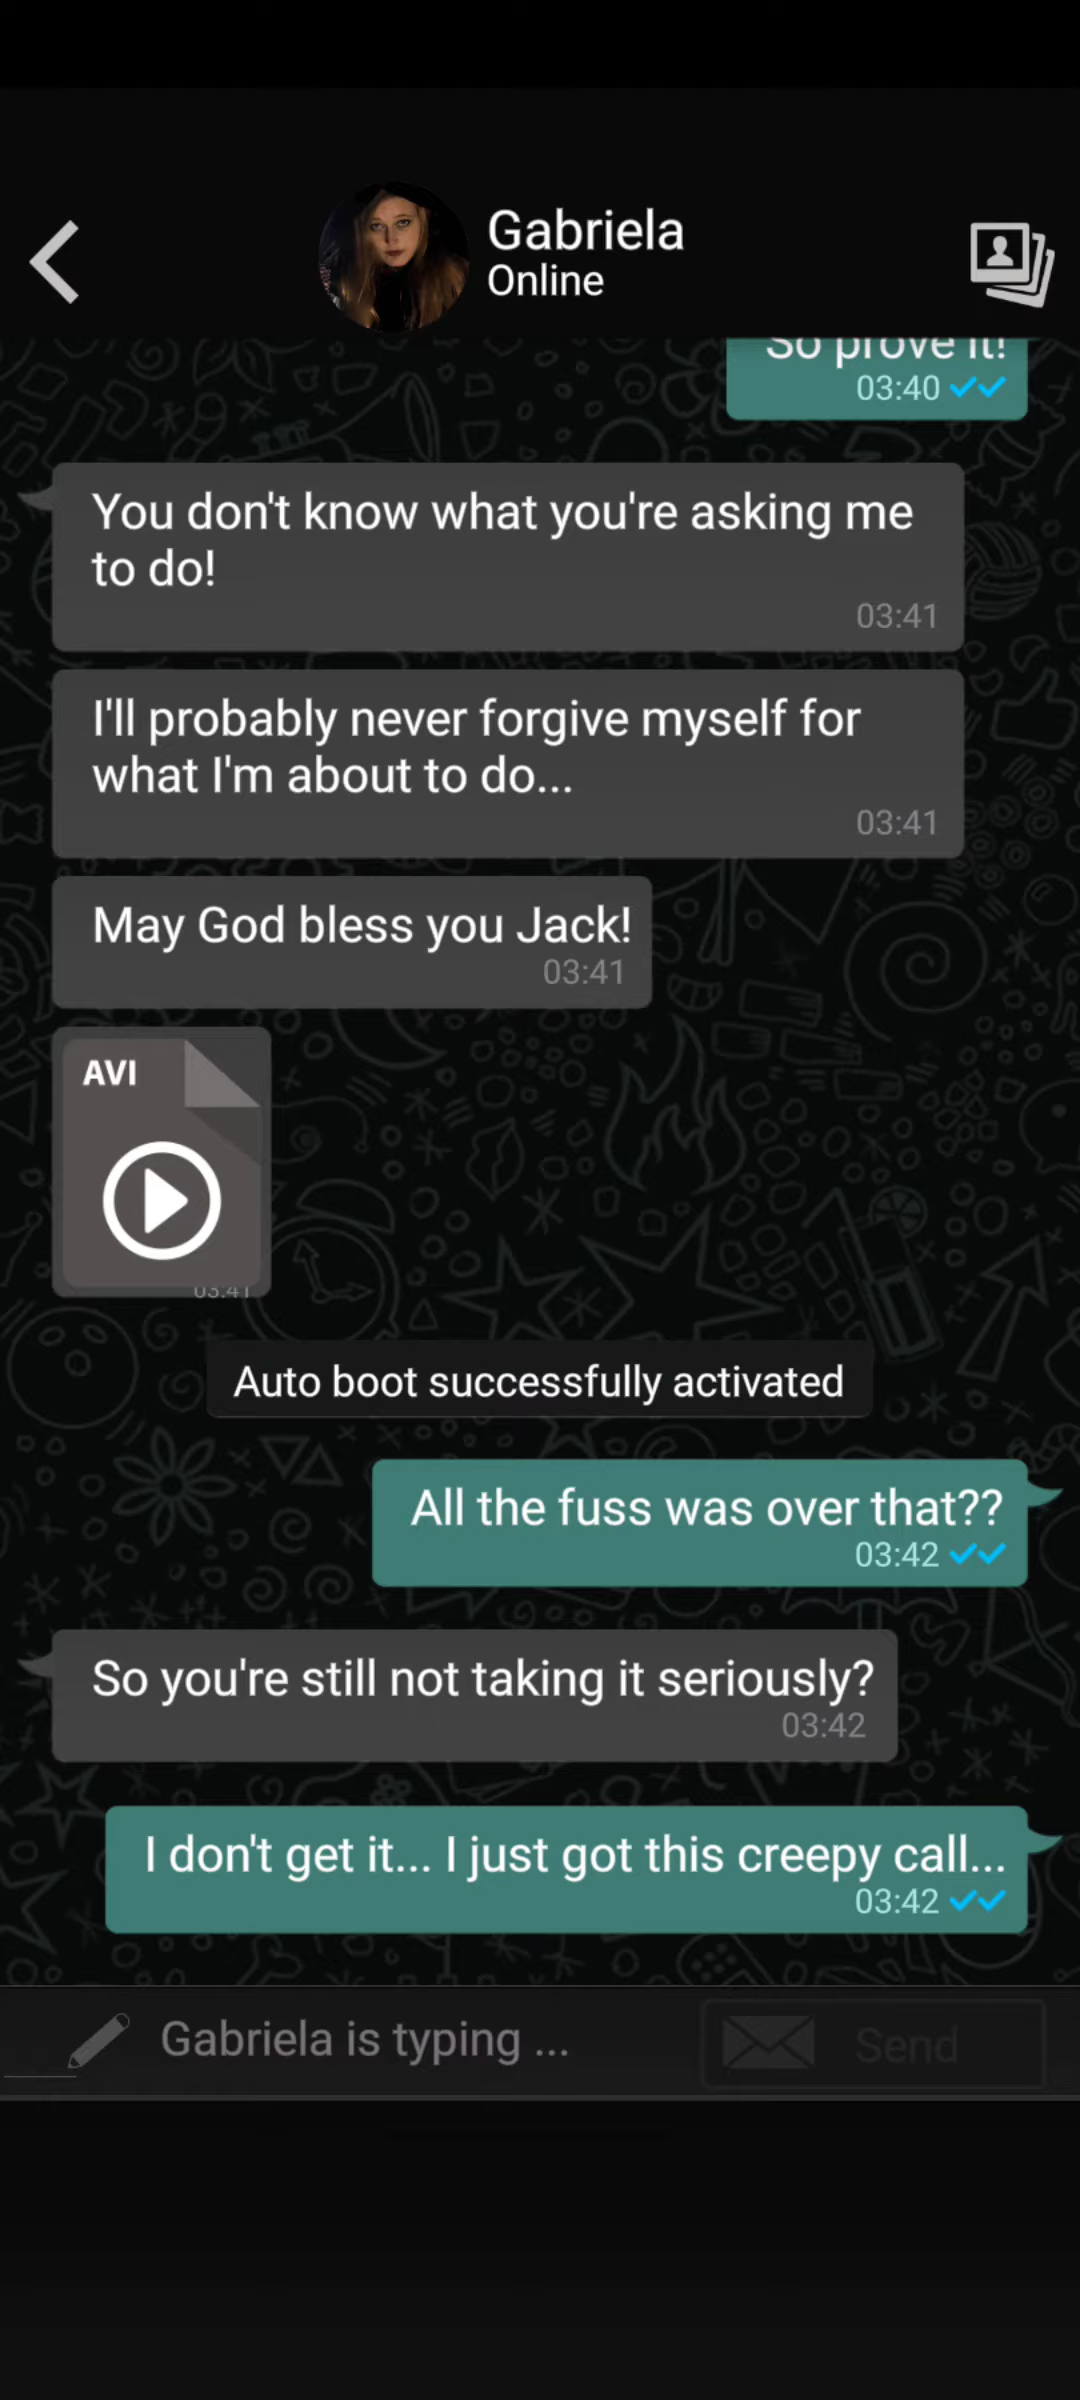 Gabriela
Online
So prove it!
03:40
You don't know what you're asking me
to do!
03:41
I'll probably never forgive myself for
what I'm about to do...
03:41
May God bless you Jack!
03:41
AVI
03:41
Auto boot successfully activated
All the fuss was over that??
03:42
So you're still not taking it seriously?
03:42
I don't get it... I just got this creepy call...
03:42
Gabriela is typing ...
Send